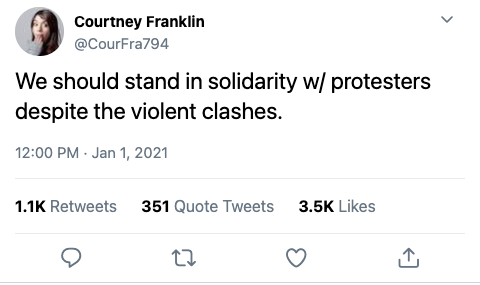 Courtney Franklin
@CourFra794
We should stand in solidarity w/ protesters
despite the violent clashes.
12:00 PM · Jan 1, 2021
1.1K Retweets 351 Quote Tweets 3.5K Likes